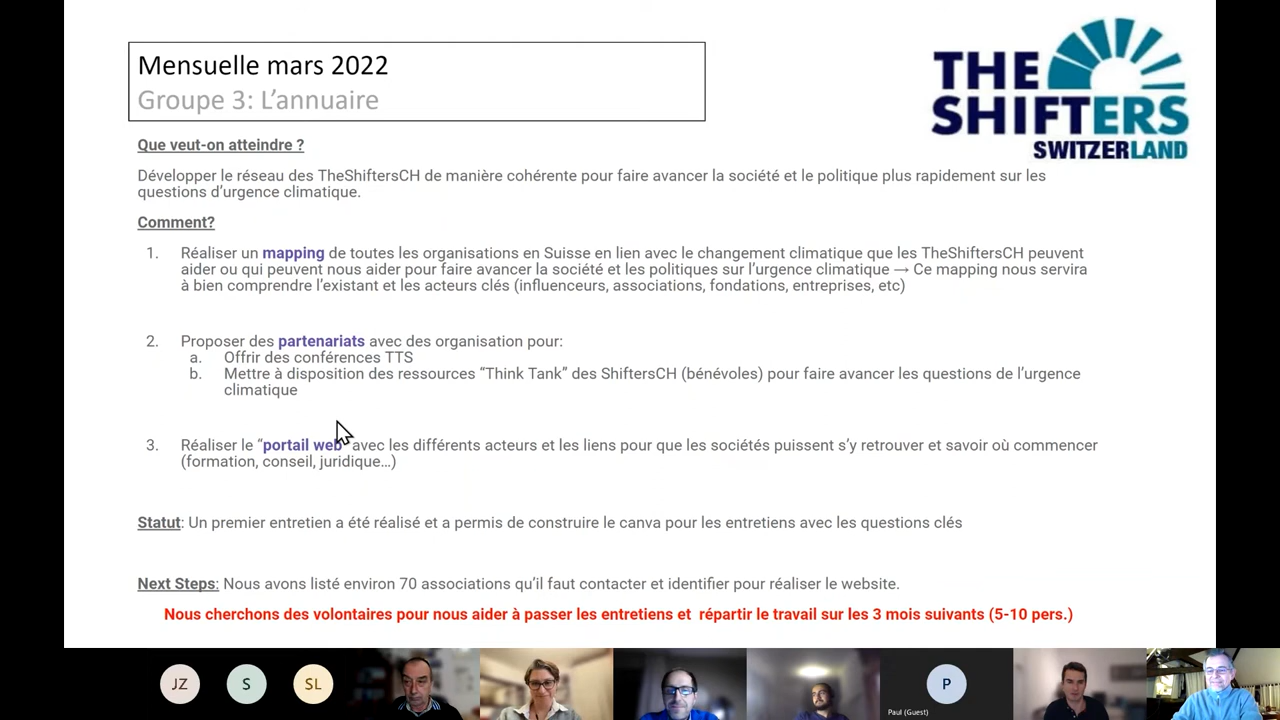 Mensuelle mars 2022
Groupe 3: L'annuaire
THE
SHIFTERS
SWITZERLAND
Que veut-on atteindre ?
Développer le réseau des TheShiftersCH de manière cohérente pour faire avancer la société et le politique plus rapidement sur les
questions d'urgence climatique.
Comment?
1. Réaliser un mapping de toutes les organisations en Suisse en lien avec le changement climatique que les TheShiftersCH peuvent
aider ou qui peuvent nous aider pour faire avancer la société et les politiques sur l'urgence climatique → Ce mapping nous servira
à bien comprendre l'existant et les acteurs clés (influenceurs, associations, fondations, entreprises, etc)
2. Proposer des partenariats avec des organisation pour:
a. Offrir des conférences TTS
b. Mettre à disposition des ressources “Think Tank” des ShiftersCH (bénévoles) pour faire avancer les questions de l'urgence
climatique
3. Réaliser le “portail web” avec les différents acteurs et les liens pour que les sociétés puissent s'y retrouver et savoir où commencer
(formation, conseil, juridique…)
Statut: Un premier entretien a été réalisé et a permis de construire le canva pour les entretiens avec les questions clés
Next Steps: Nous avons listé environ 70 associations qu'il faut contacter et identifier pour réaliser le website.
Nous cherchons des volontaires pour nous aider à passer les entretiens et répartir le travail sur les 3 mois suivants (5-10 pers.)
JZ
S
SL
P
Paul (Guest)